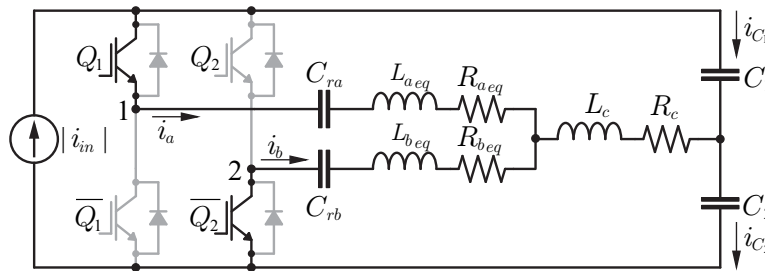 Q1
Q2
Cra
La eq
Ra eq
iC1
C
1
ia
Lc
Rc
| iin |
ib
Lb eq
Rb eq
2
Q̅1
Q̅2
Crb
C
iC